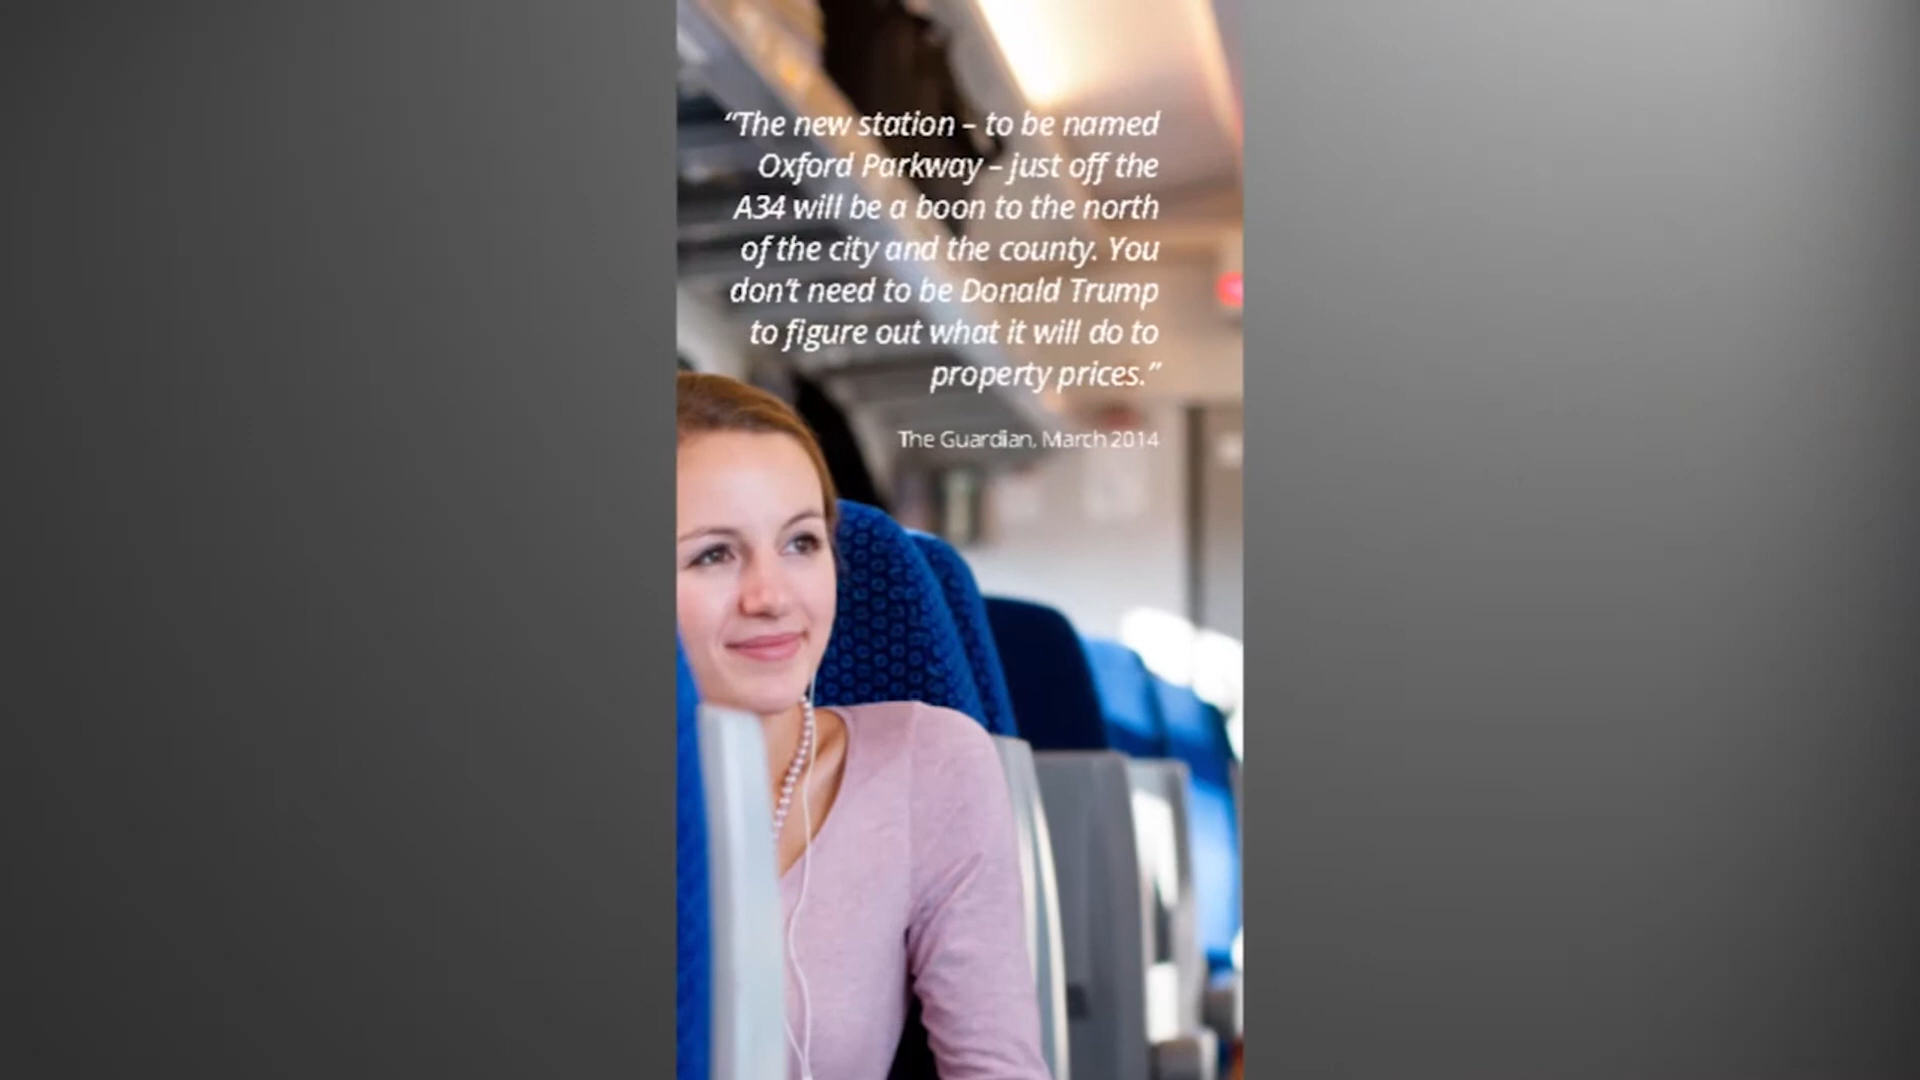 “The new station – to be named
Oxford Parkway – just off the
A34 will be a boon to the north
of the city and the county. You
don’t need to be Donald Trump
to figure out what it will do to
property prices.”
The Guardian, March 2014